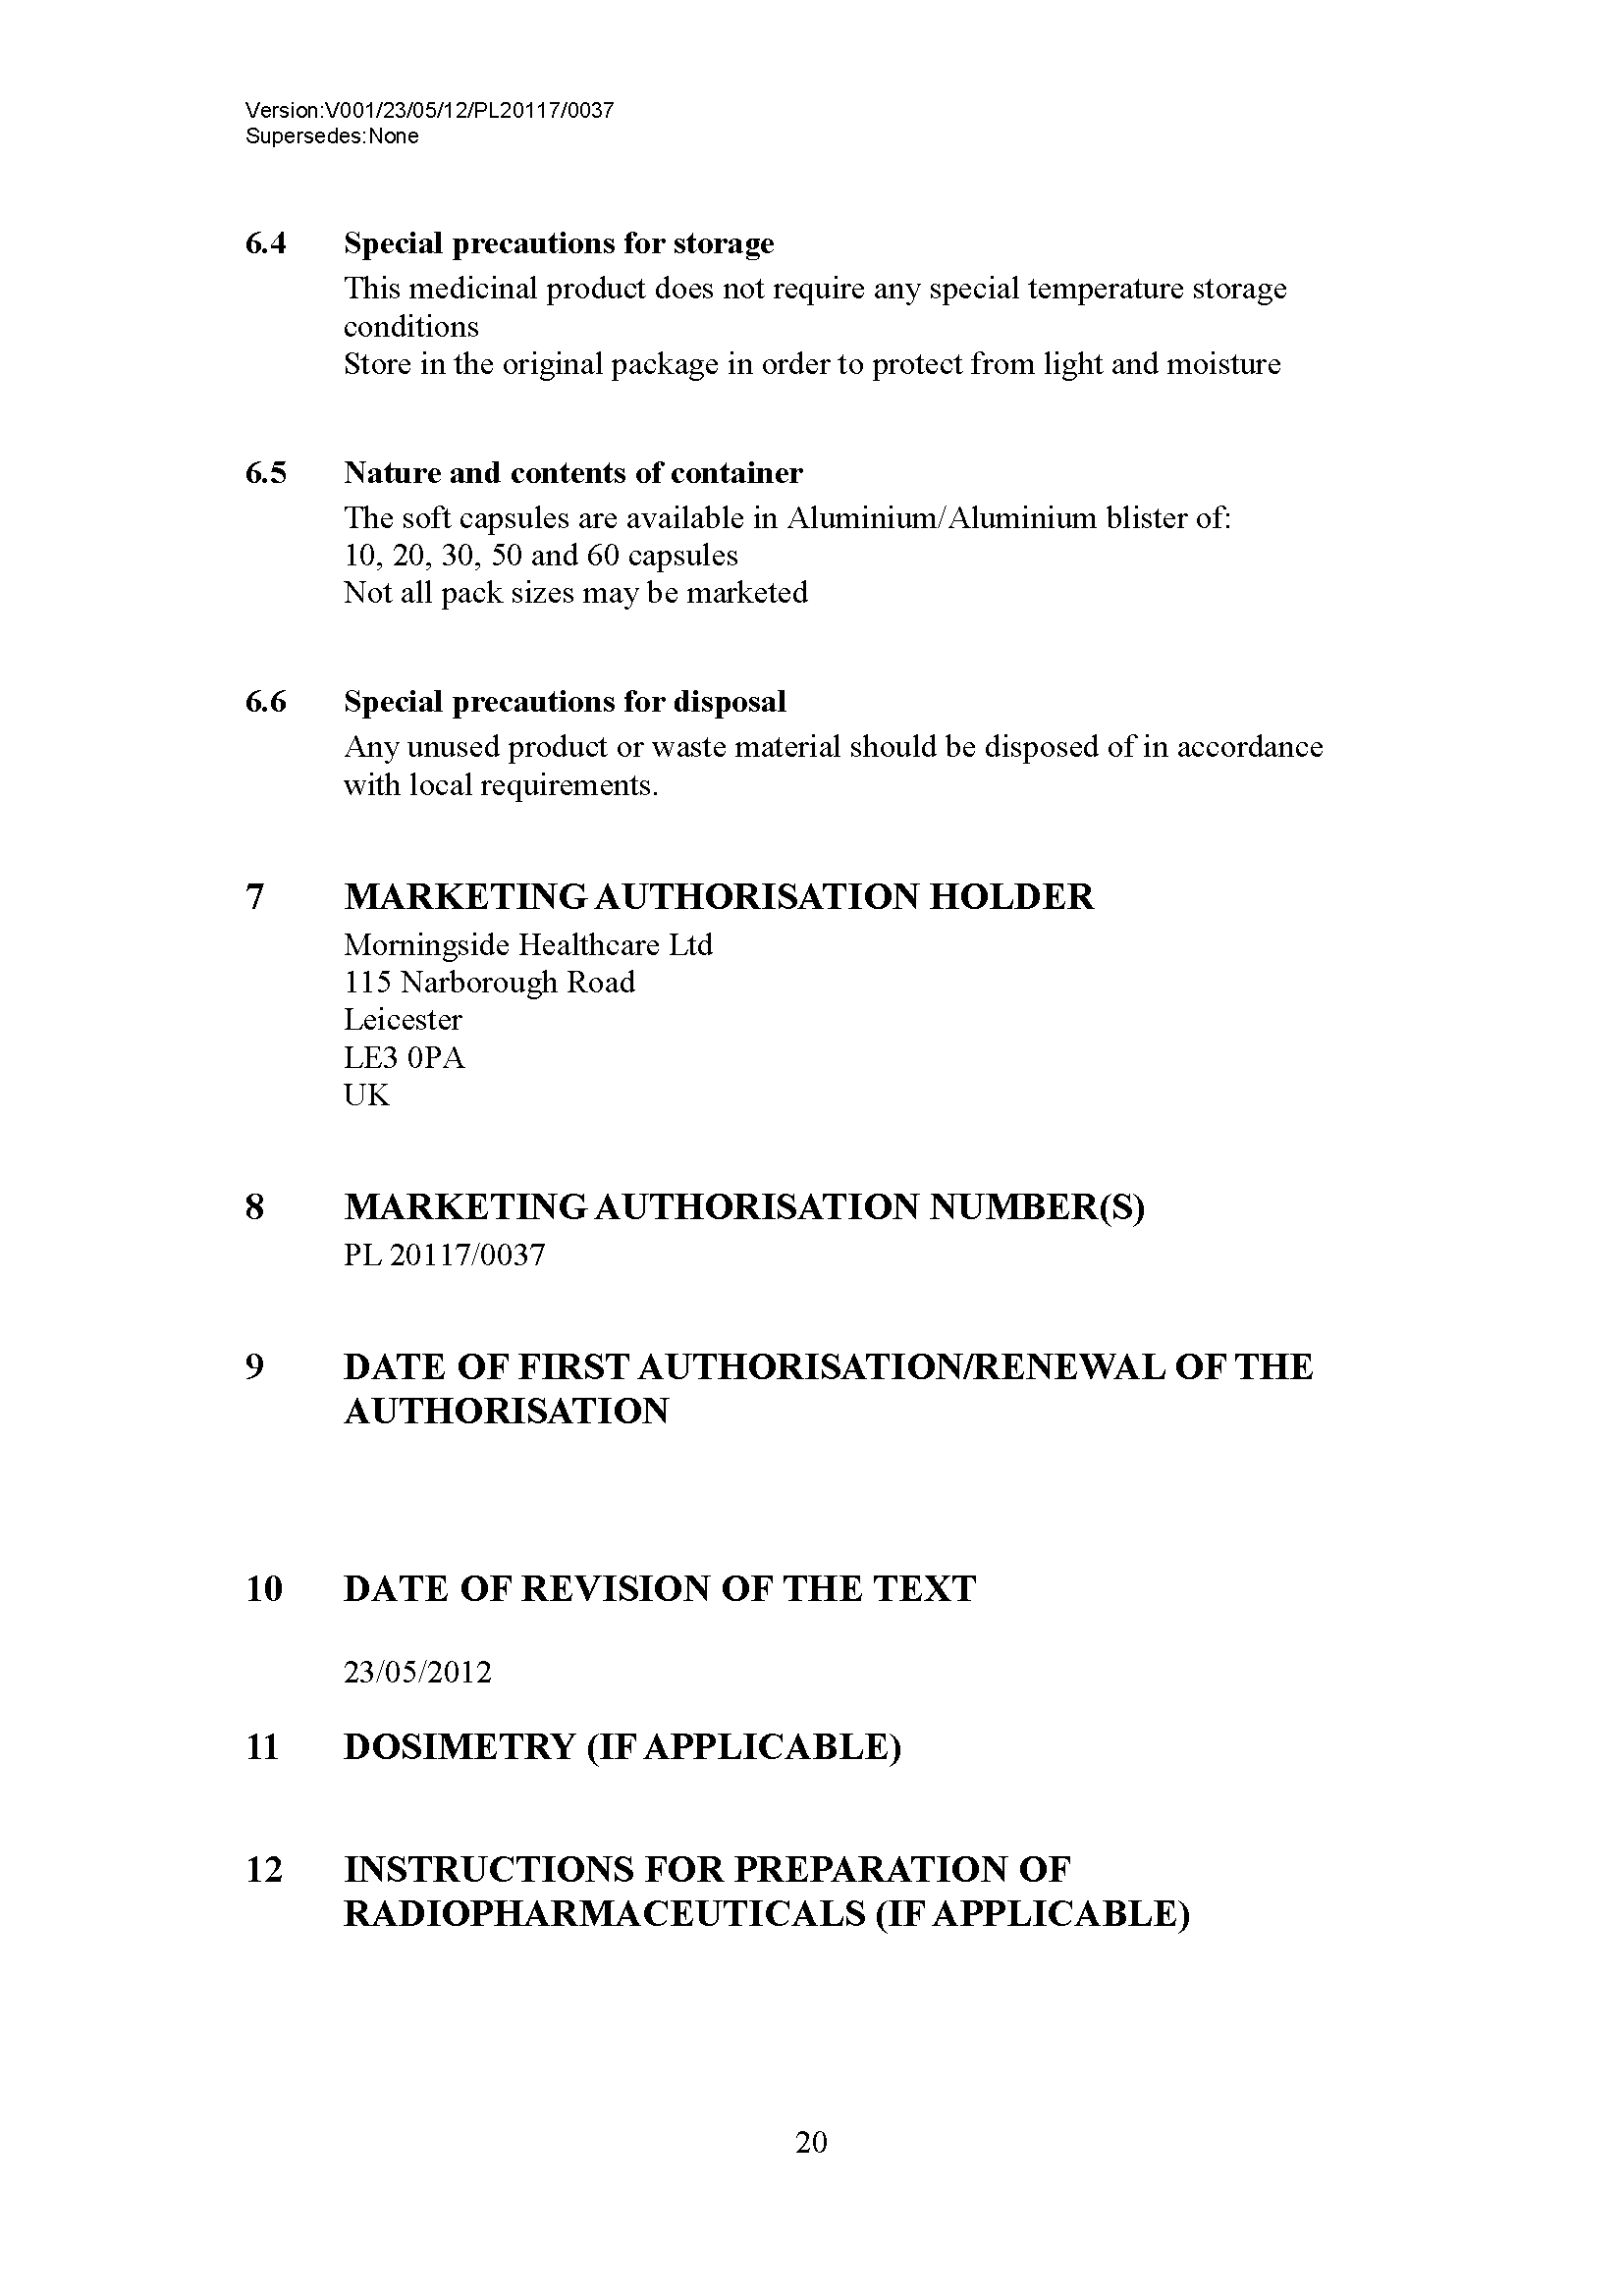 Version:V001/23/05/12/PL20117/0037
Supersedes:None
6.4 Special precautions for storage
This medicinal product does not require any special temperature storage
conditions
Store in the original package in order to protect from light and moisture
6.5 Nature and contents of container
The soft capsules are available in Aluminium/Aluminium blister of:
10, 20, 30, 50 and 60 capsules
Not all pack sizes may be marketed
6.6 Special precautions for disposal
Any unused product or waste material should be disposed of in accordance
with local requirements.
7 MARKETING AUTHORISATION HOLDER
Morningside Healthcare Ltd
115 Narborough Road
Leicester
LE3 0PA
UK
8 MARKETING AUTHORISATION NUMBER(S)
PL 20117/0037
9 DATE OF FIRST AUTHORISATION/RENEWAL OF THE
AUTHORISATION
10 DATE OF REVISION OF THE TEXT
23/05/2012
11 DOSIMETRY (IF APPLICABLE)
12 INSTRUCTIONS FOR PREPARATION OF
RADIOPHARMACEUTICALS (IF APPLICABLE)
20